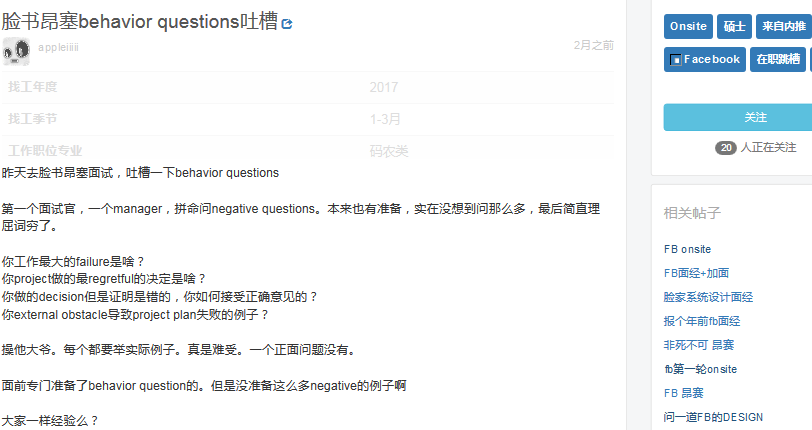 脸书昂塞behavior questions吐槽
appleiiiii
2月之前
找工年度 2017
找工季节 1-3月
工作职位专业 码农类
昨天去脸书昂塞面试，吐槽一下behavior questions
第一个面试官，一个manager，拼命问negative questions。本来也有准备，实在没想到问那么多，最后简直理
屈词穷了。
你工作最大的failure是啥？
你project做的最regretful的决定是啥？
你做的decision但是证明是错的，你如何接受正确意见的？
你external obstacle导致project plan失败的例子？
操他大爷。每个都要举实际例子。真是难受。一个正面问题没有。
面前专门准备了behavior question的。但是没准备这么多negative的例子啊
大家一样经验么？
Onsite 硕士 来自内推
Facebook 在职跳槽
关注
20 人正在关注
相关帖子
FB onsite
FB面经+加面
脸家系统设计面经
报个年前fb面经
非死不可 昂赛
fb第一轮onsite
FB 昂赛
问一道FB的DESIGN